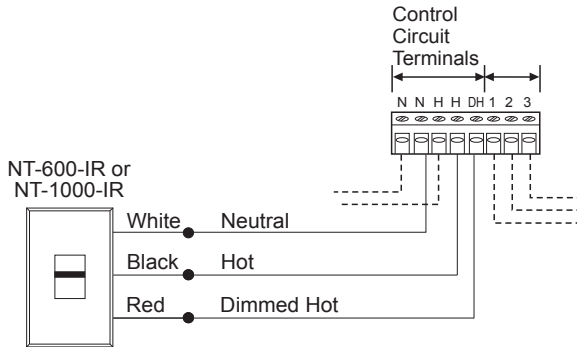 Control
Circuit
Terminals
N N H H DH 1 2 3
NT-600-IR or
NT-1000-IR
White Neutral
Black Hot
Red Dimmed Hot